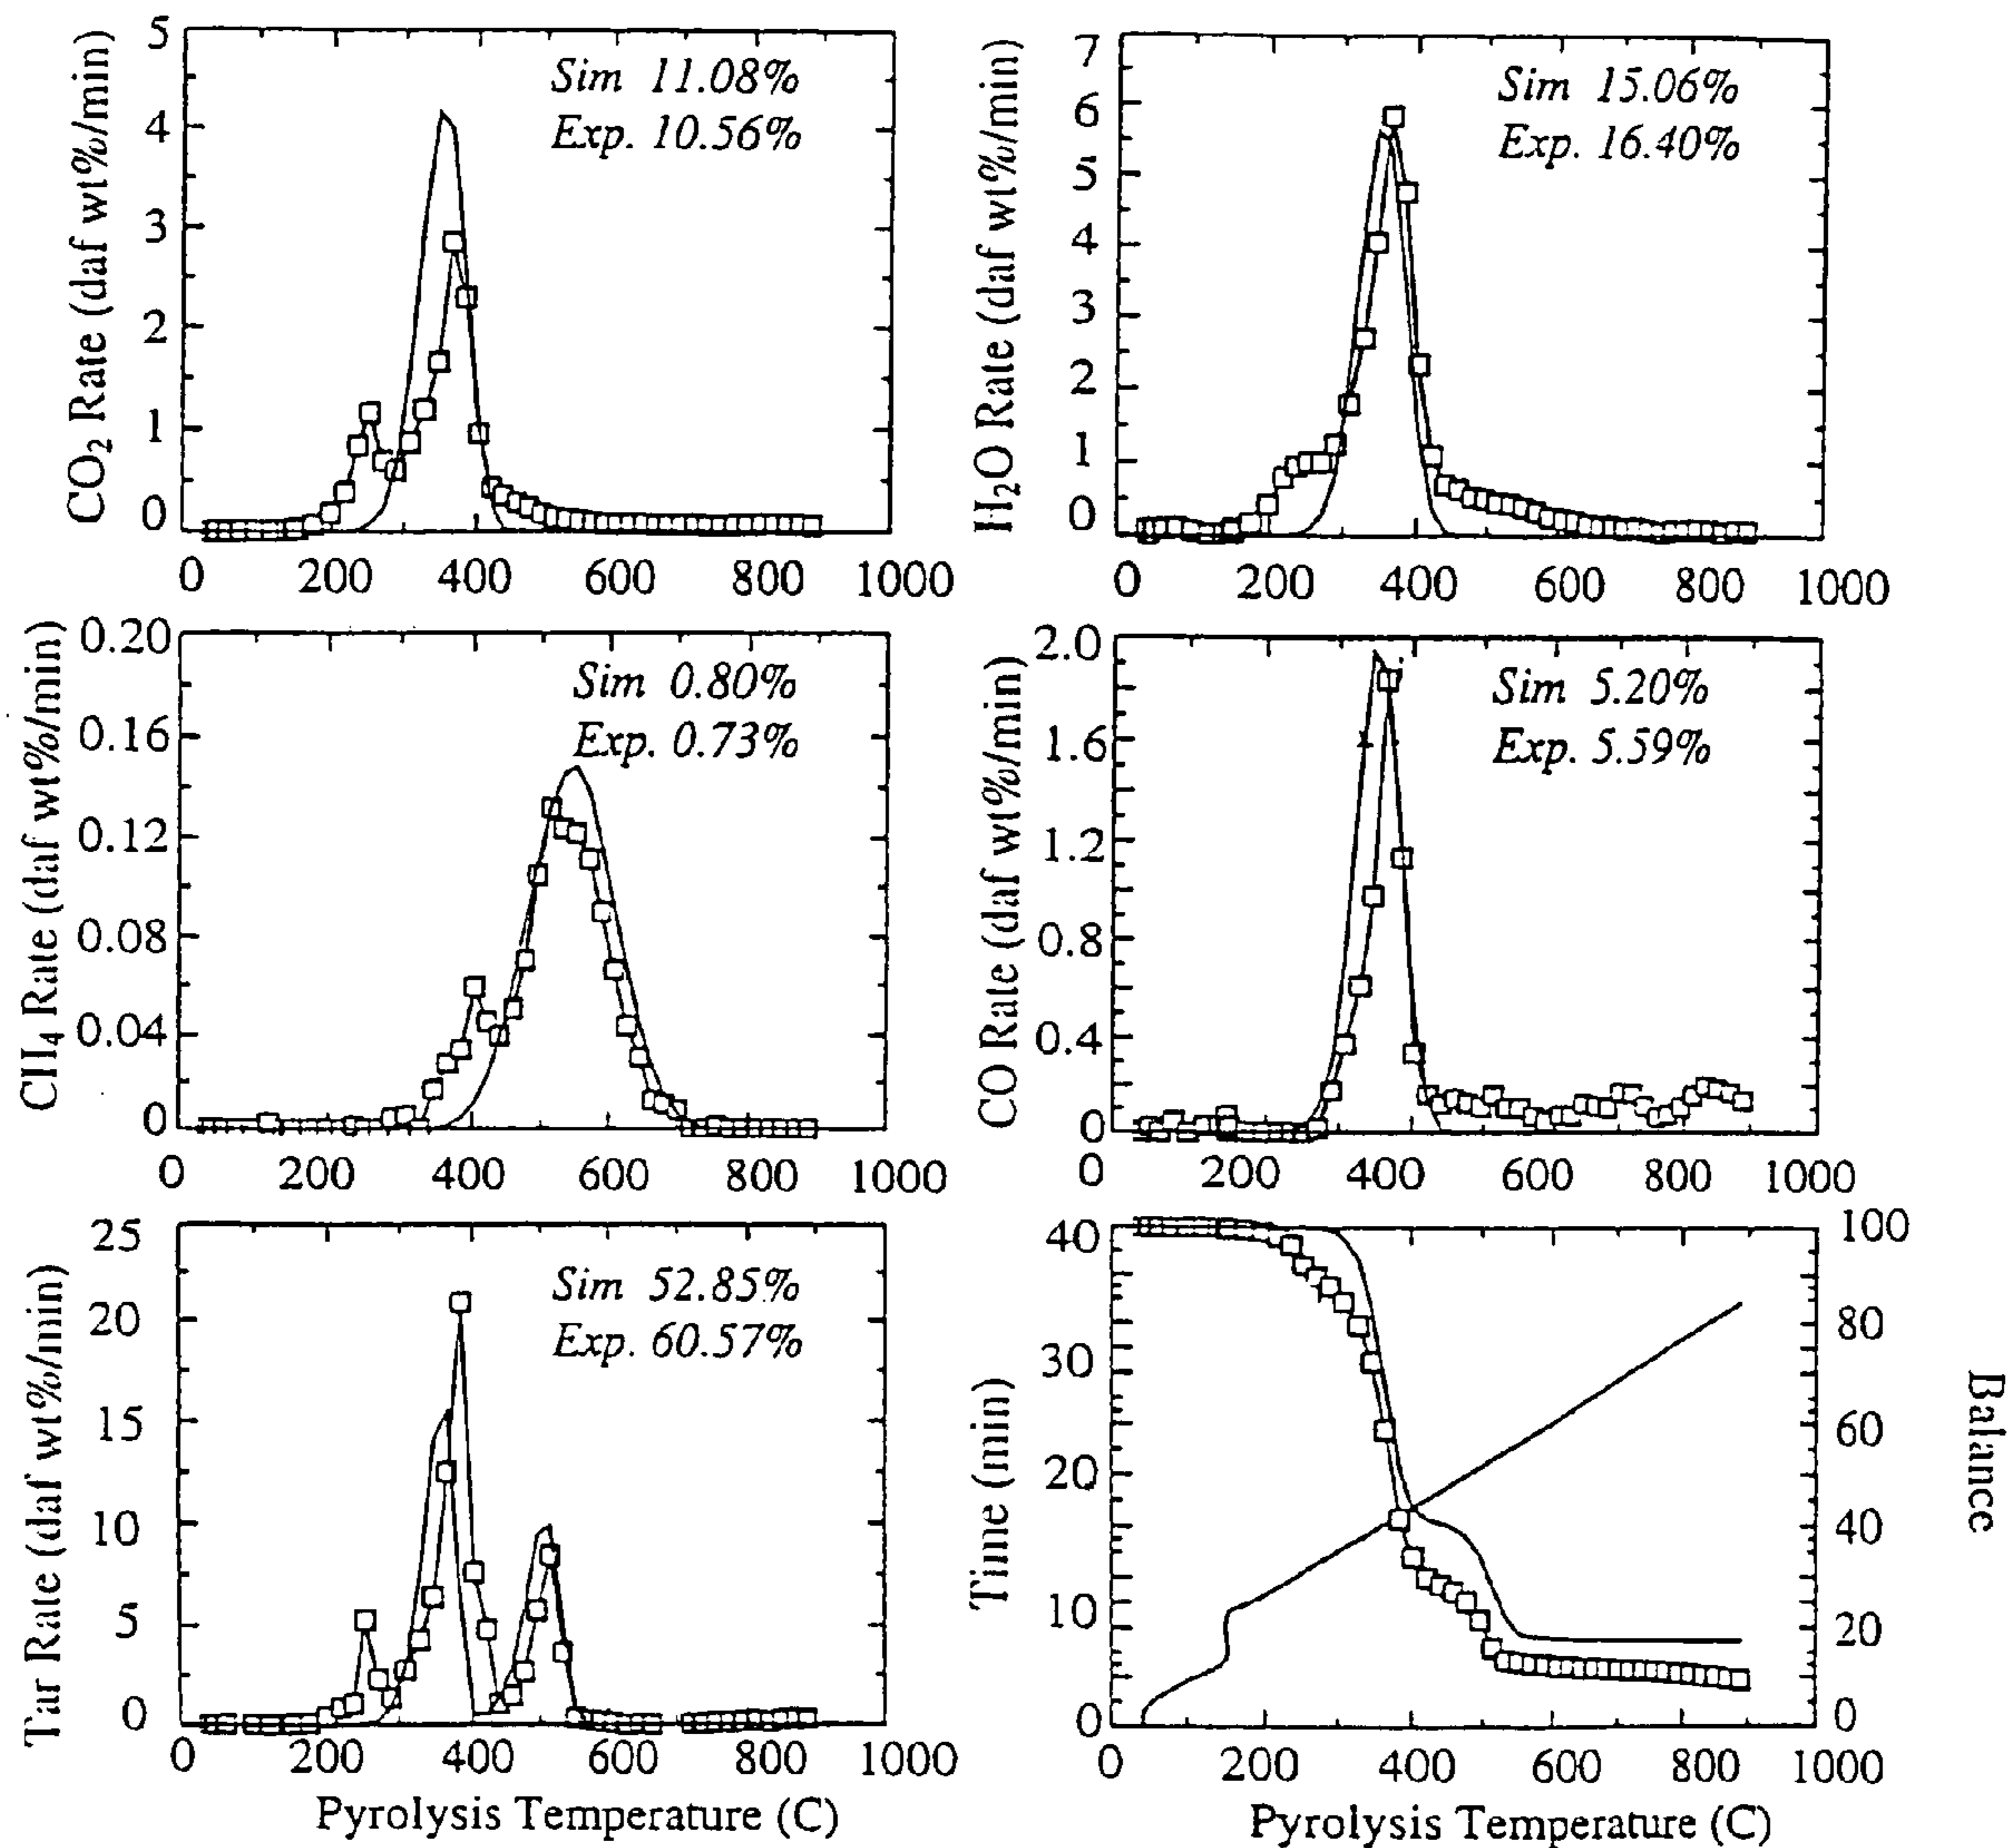 CO₂ Rate (daf wt%/min)
5
4
3
2
1
0
Sim 11.08%
Exp. 10.56%
0 200 400 600 800 1000
H₂O Rate (daf wt%/min)
7
6
5
4
3
2
1
0
Sim 15.06%
Exp. 16.40%
0 200 400 600 800 1000
CH₄ Rate (daf wt%/min)
0.20
0.16
0.12
0.08
0.04
0
Sim 0.80%
Exp. 0.73%
0 200 400 600 800 1000
CO Rate (daf wt%/min)
2.0
1.6
1.2
0.8
0.4
0
Sim 5.20%
Exp. 5.59%
0 200 400 600 800 1000
Tar Rate (daf wt%/min)
25
20
15
10
5
0
Sim 52.85%
Exp. 60.57%
0 200 400 600 800 1000
Pyrolysis Temperature (C)
Time (min)
40
30
20
10
0
100
80
60
40
20
0
Balance
0 200 400 600 800 1000
Pyrolysis Temperature (C)